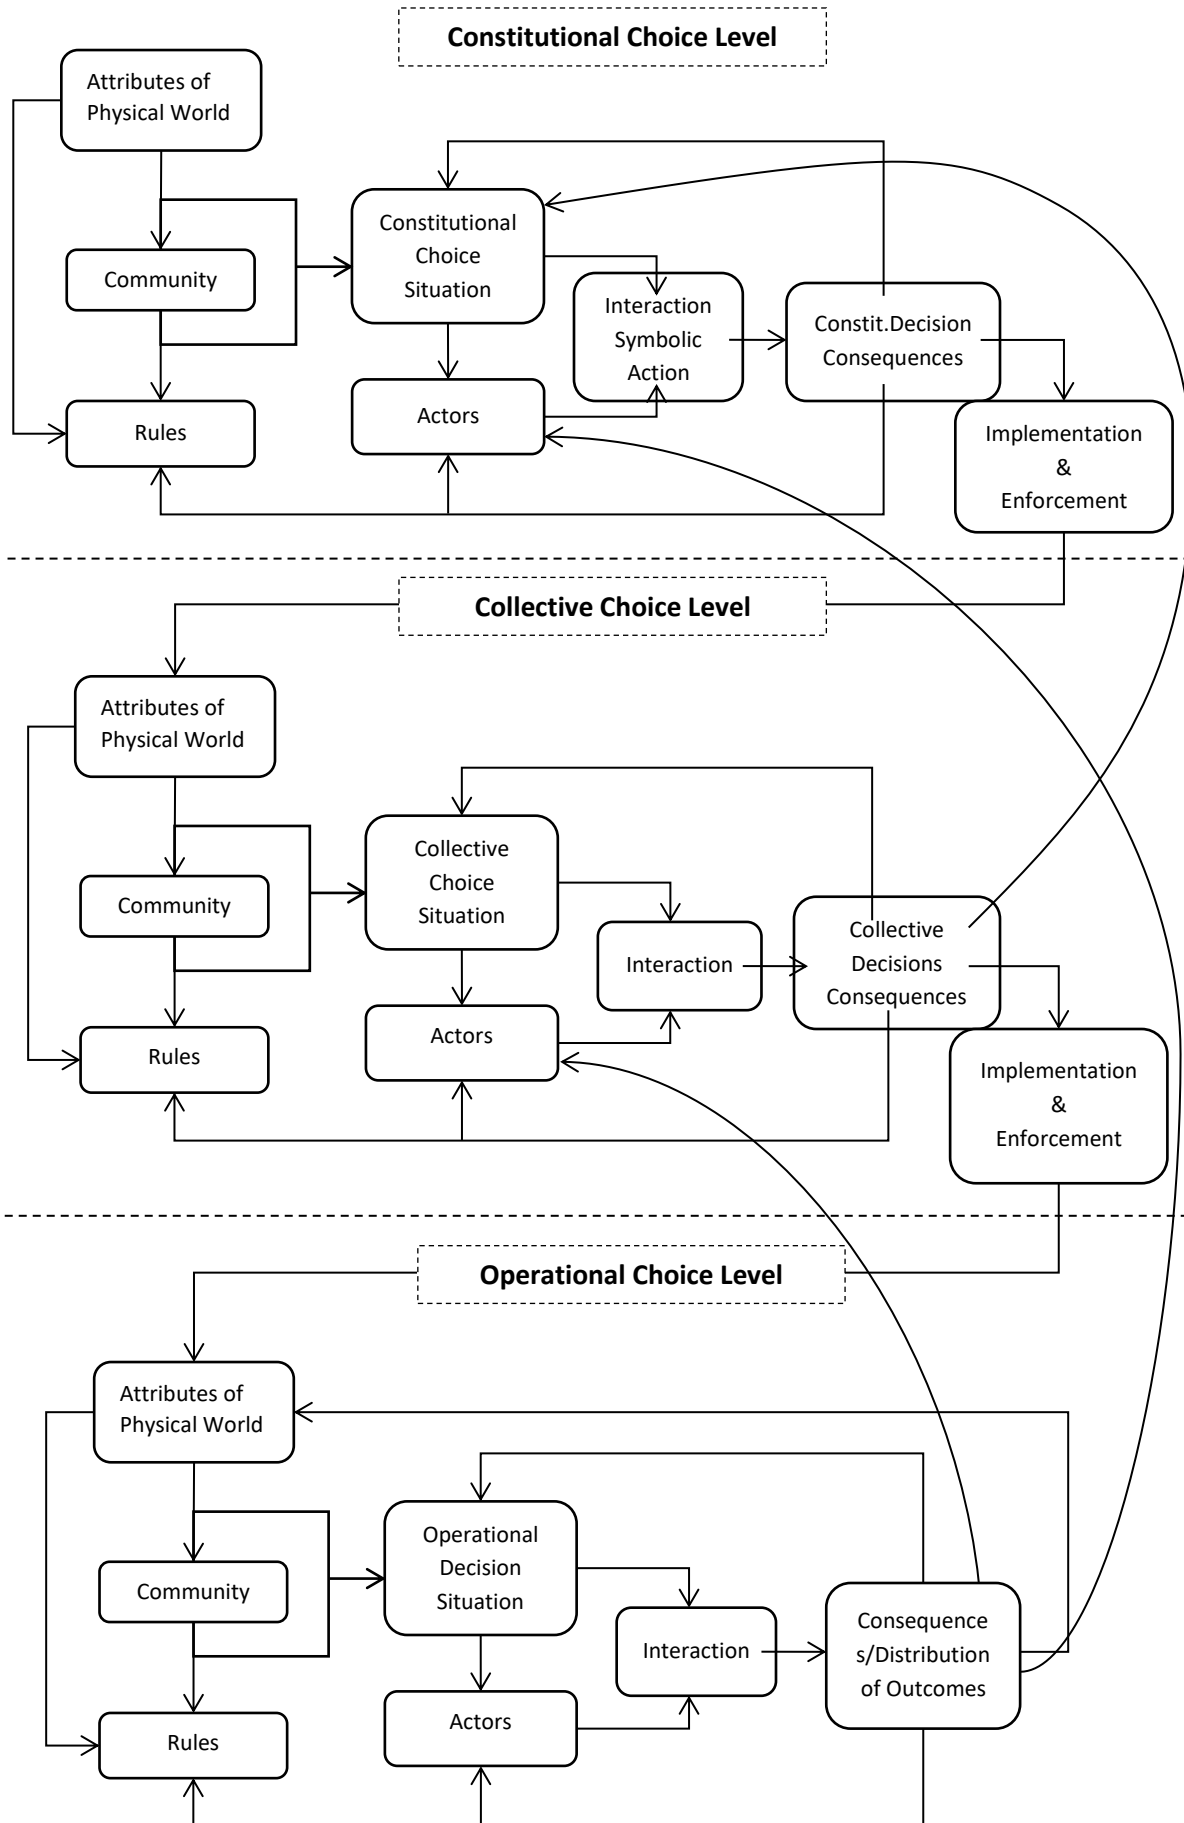 Constitutional Choice Level
Attributes of
Physical World
Community
Rules
Constitutional
Choice
Situation
Actors
Interaction
Symbolic
Action
Constit.Decision
Consequences
Implementation
&
Enforcement
Collective Choice Level
Attributes of
Physical World
Community
Rules
Collective
Choice
Situation
Actors
Interaction
Collective
Decisions
Consequences
Implementation
&
Enforcement
Operational Choice Level
Attributes of
Physical World
Community
Rules
Operational
Decision
Situation
Actors
Interaction
Consequence
s/Distribution
of Outcomes